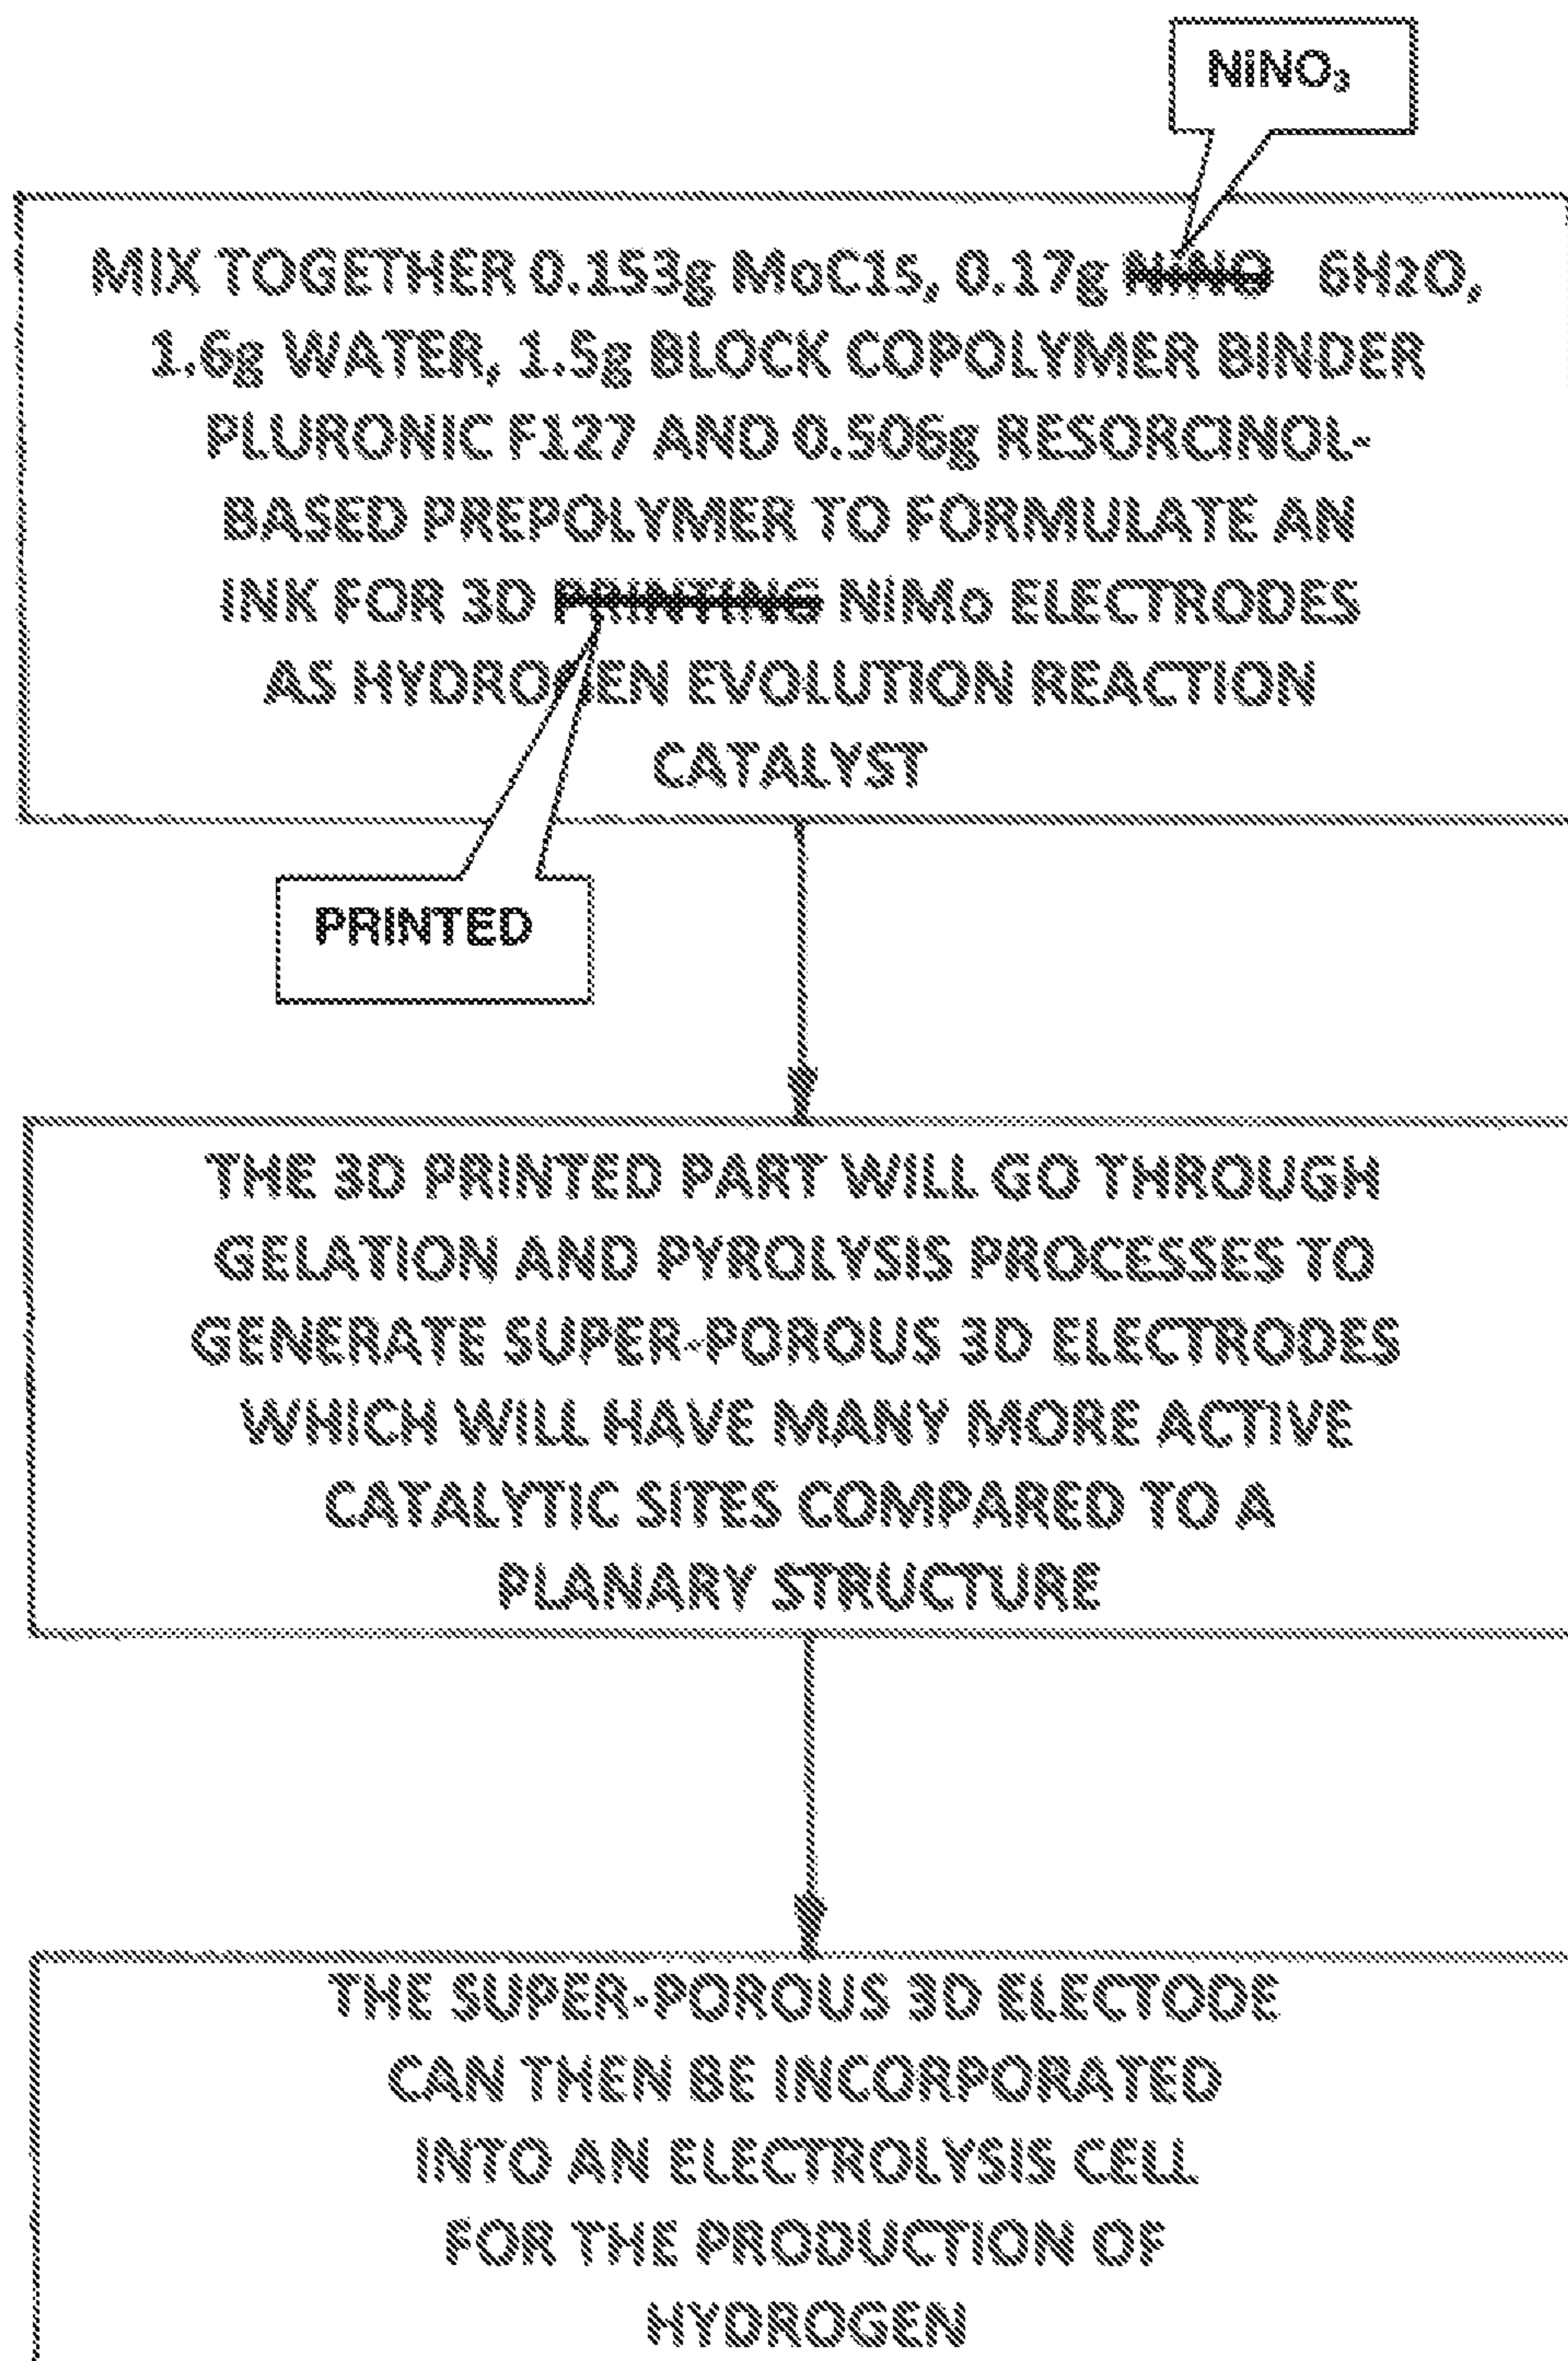 NiNO₃
MIX TOGETHER 0.153g MoC15, 0.17g NiNO 6H2O,
1.6g WATER, 1.5g BLOCK COPOLYMER BINDER
PLURONIC F127 AND 0.506g RESORCINOL-
BASED PREPOLYMER TO FORMULATE AN
INK FOR 3D PRINTING NiMo ELECTRODES
AS HYDROGEN EVOLUTION REACTION
CATALYST
PRINTED
THE 3D PRINTED PART WILL GO THROUGH
GELATION AND PYROLYSIS PROCESSES TO
GENERATE SUPER-POROUS 3D ELECTRODES
WHICH WILL HAVE MANY MORE ACTIVE
CATALYTIC SITES COMPARED TO A
PLANARY STRUCTURE
THE SUPER-POROUS 3D ELECTODE
CAN THEN BE INCORPORATED
INTO AN ELECTROLYSIS CELL
FOR THE PRODUCTION OF
HYDROGEN